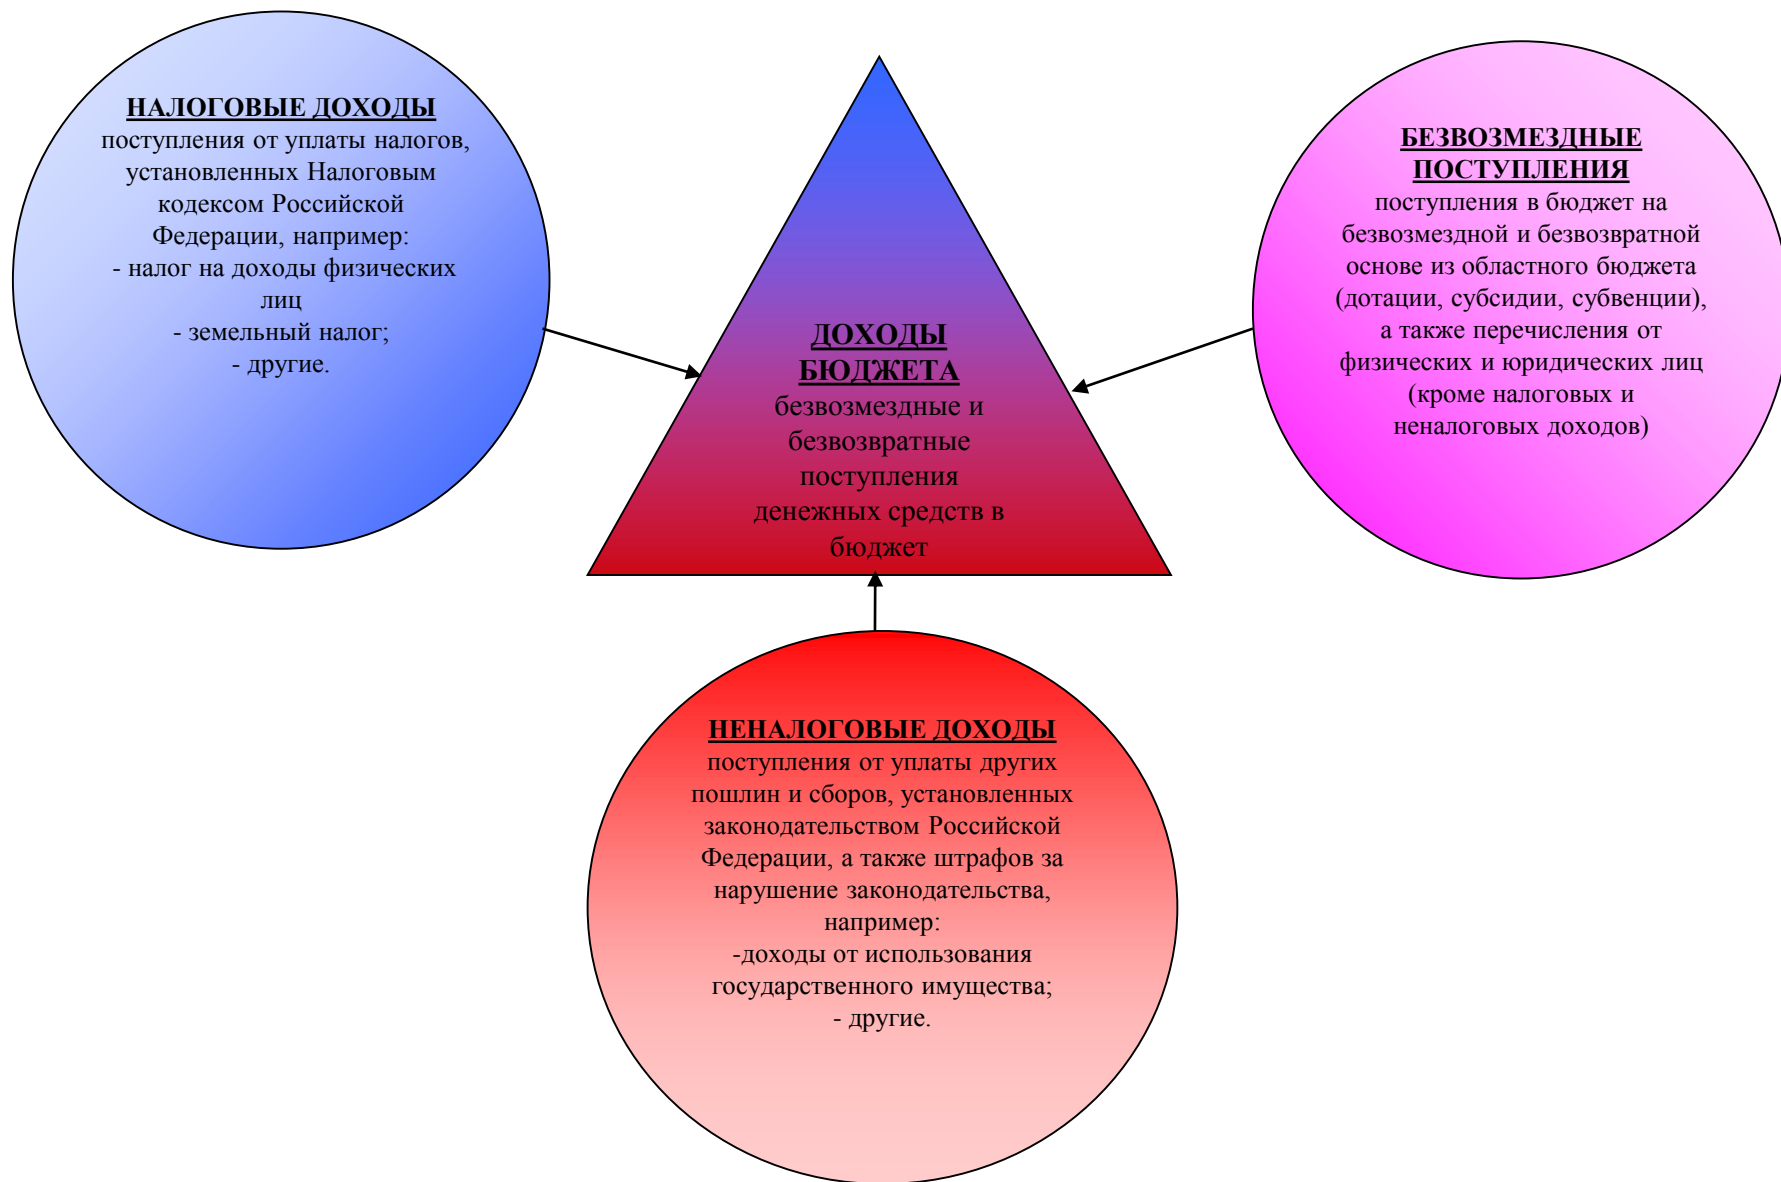 НАЛОГОВЫЕ ДОХОДЫ
поступления от уплаты налогов,
установленных Налоговым
кодексом Российской
Федерации, например:
- налог на доходы физических
лиц
- земельный налог;
- другие.
ДОХОДЫ
БЮДЖЕТА
безвозмездные и
безвозвратные
поступления
денежных средств в
бюджет
БЕЗВОЗМЕЗДНЫЕ
ПОСТУПЛЕНИЯ
поступления в бюджет на
безвозмездной и безвозвратной
основе из областного бюджета
(дотации, субсидии, субвенции),
а также перечисления от
физических и юридических лиц
(кроме налоговых и
неналоговых доходов)
НЕНАЛОГОВЫЕ ДОХОДЫ
поступления от уплаты других
пошлин и сборов, установленных
законодательством Российской
Федерации, а также штрафов за
нарушение законодательства,
например:
-доходы от использования
государственного имущества;
- другие.